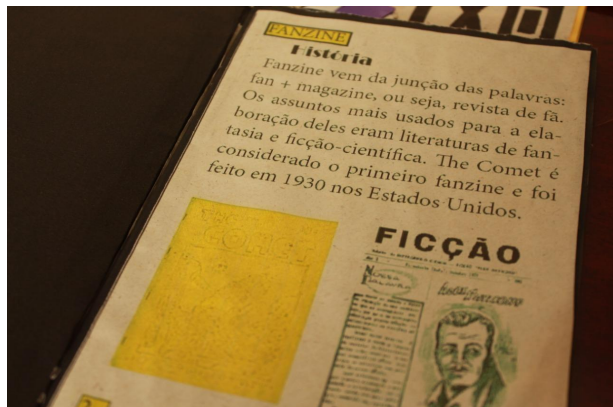 FANZINE
História
Fanzine vem da junção das palavras:
fan + magazine, ou seja, revista de fã.
Os assuntos mais usados para a ela-
boração deles eram literaturas de fan-
tasia e ficção-científica. The Comet é
considerado o primeiro fanzine e foi
feito em 1930 nos Estados Unidos.
COMET
FICÇÃO